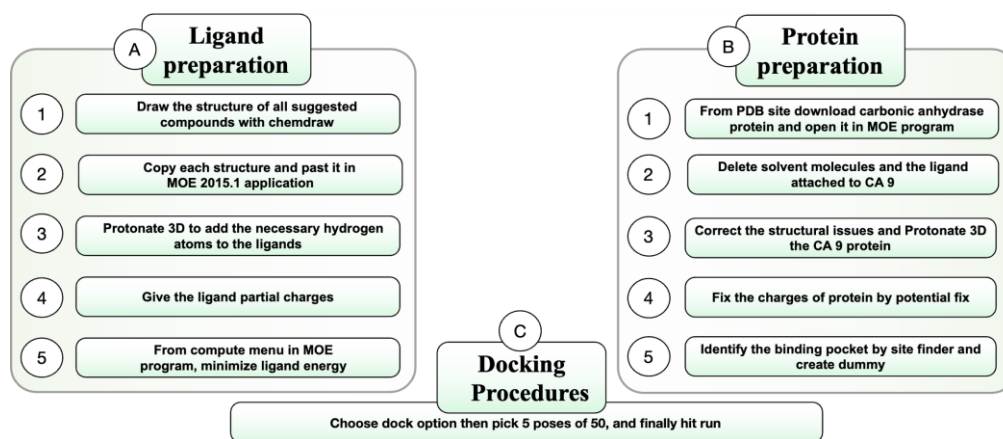 A
Ligand
preparation
1
Draw the structure of all suggested
compounds with chemdraw
2
Copy each structure and past it in
MOE 2015.1 application
3
Protonate 3D to add the necessary hydrogen
atoms to the ligands
4
Give the ligand partial charges
5
From compute menu in MOE
program, minimize ligand energy
B
Protein
preparation
1
From PDB site download carbonic anhydrase
protein and open it in MOE program
2
Delete solvent molecules and the ligand
attached to CA 9
3
Correct the structural issues and Protonate 3D
the CA 9 protein
4
Fix the charges of protein by potential fix
5
Identify the binding pocket by site finder and
create dummy
C
Docking
Procedures
Choose dock option then pick 5 poses of 50, and finally hit run